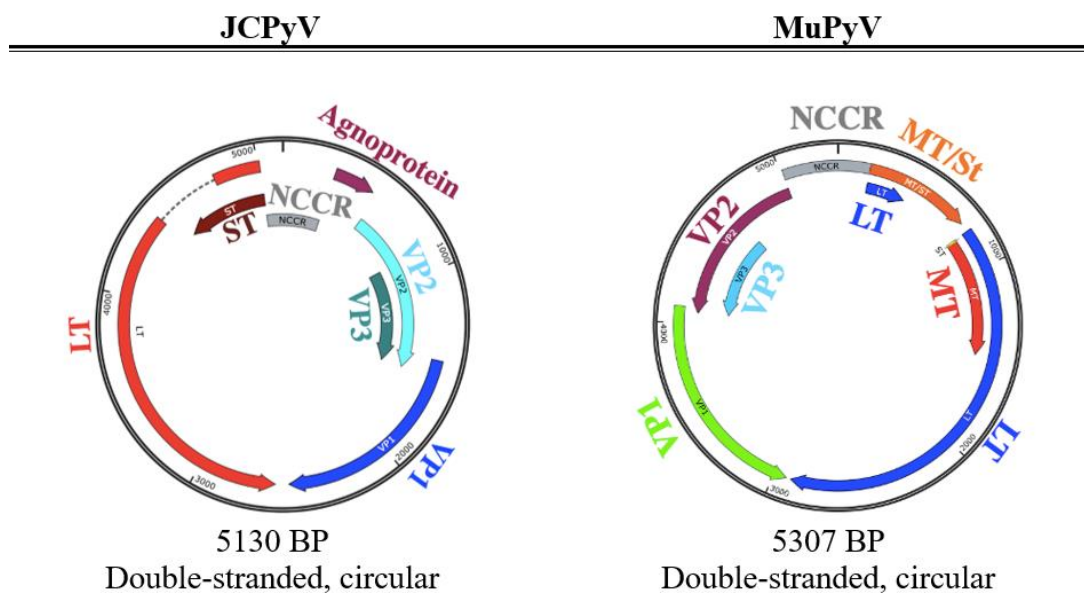 JCPyV
MuPyV
5000
Agnoprotein
NCCR
NCCR
ST
ST
1000
VP2
VP2
VP3
VP3
4000
LT
LT
VP1
VP1
2000
3000
5130 BP
Double-stranded, circular
NCCR
5000
NCCR
MT/St
MT/ST
LT
LT
VP2
VP2
VP3
VP3
ST
1000
MT
MT
VP1
VP1
LT
LT
2000
3000
5307 BP
Double-stranded, circular